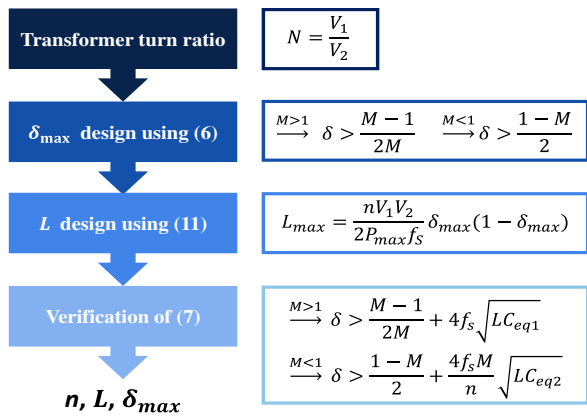 Transformer turn ratio
N = V₁/V₂
δmax design using (6)
M>1 → δ > (M − 1)/2M    M<1 → δ > (1 − M)/2
L design using (11)
Lmax = nV₁V₂/(2Pmax fs) δmax(1 − δmax)
Verification of (7)
M>1 → δ > (M − 1)/2M + 4fs√(LCeq1)
M<1 → δ > (1 − M)/2 + (4fsM/n)√(LCeq2)
n, L, δmax